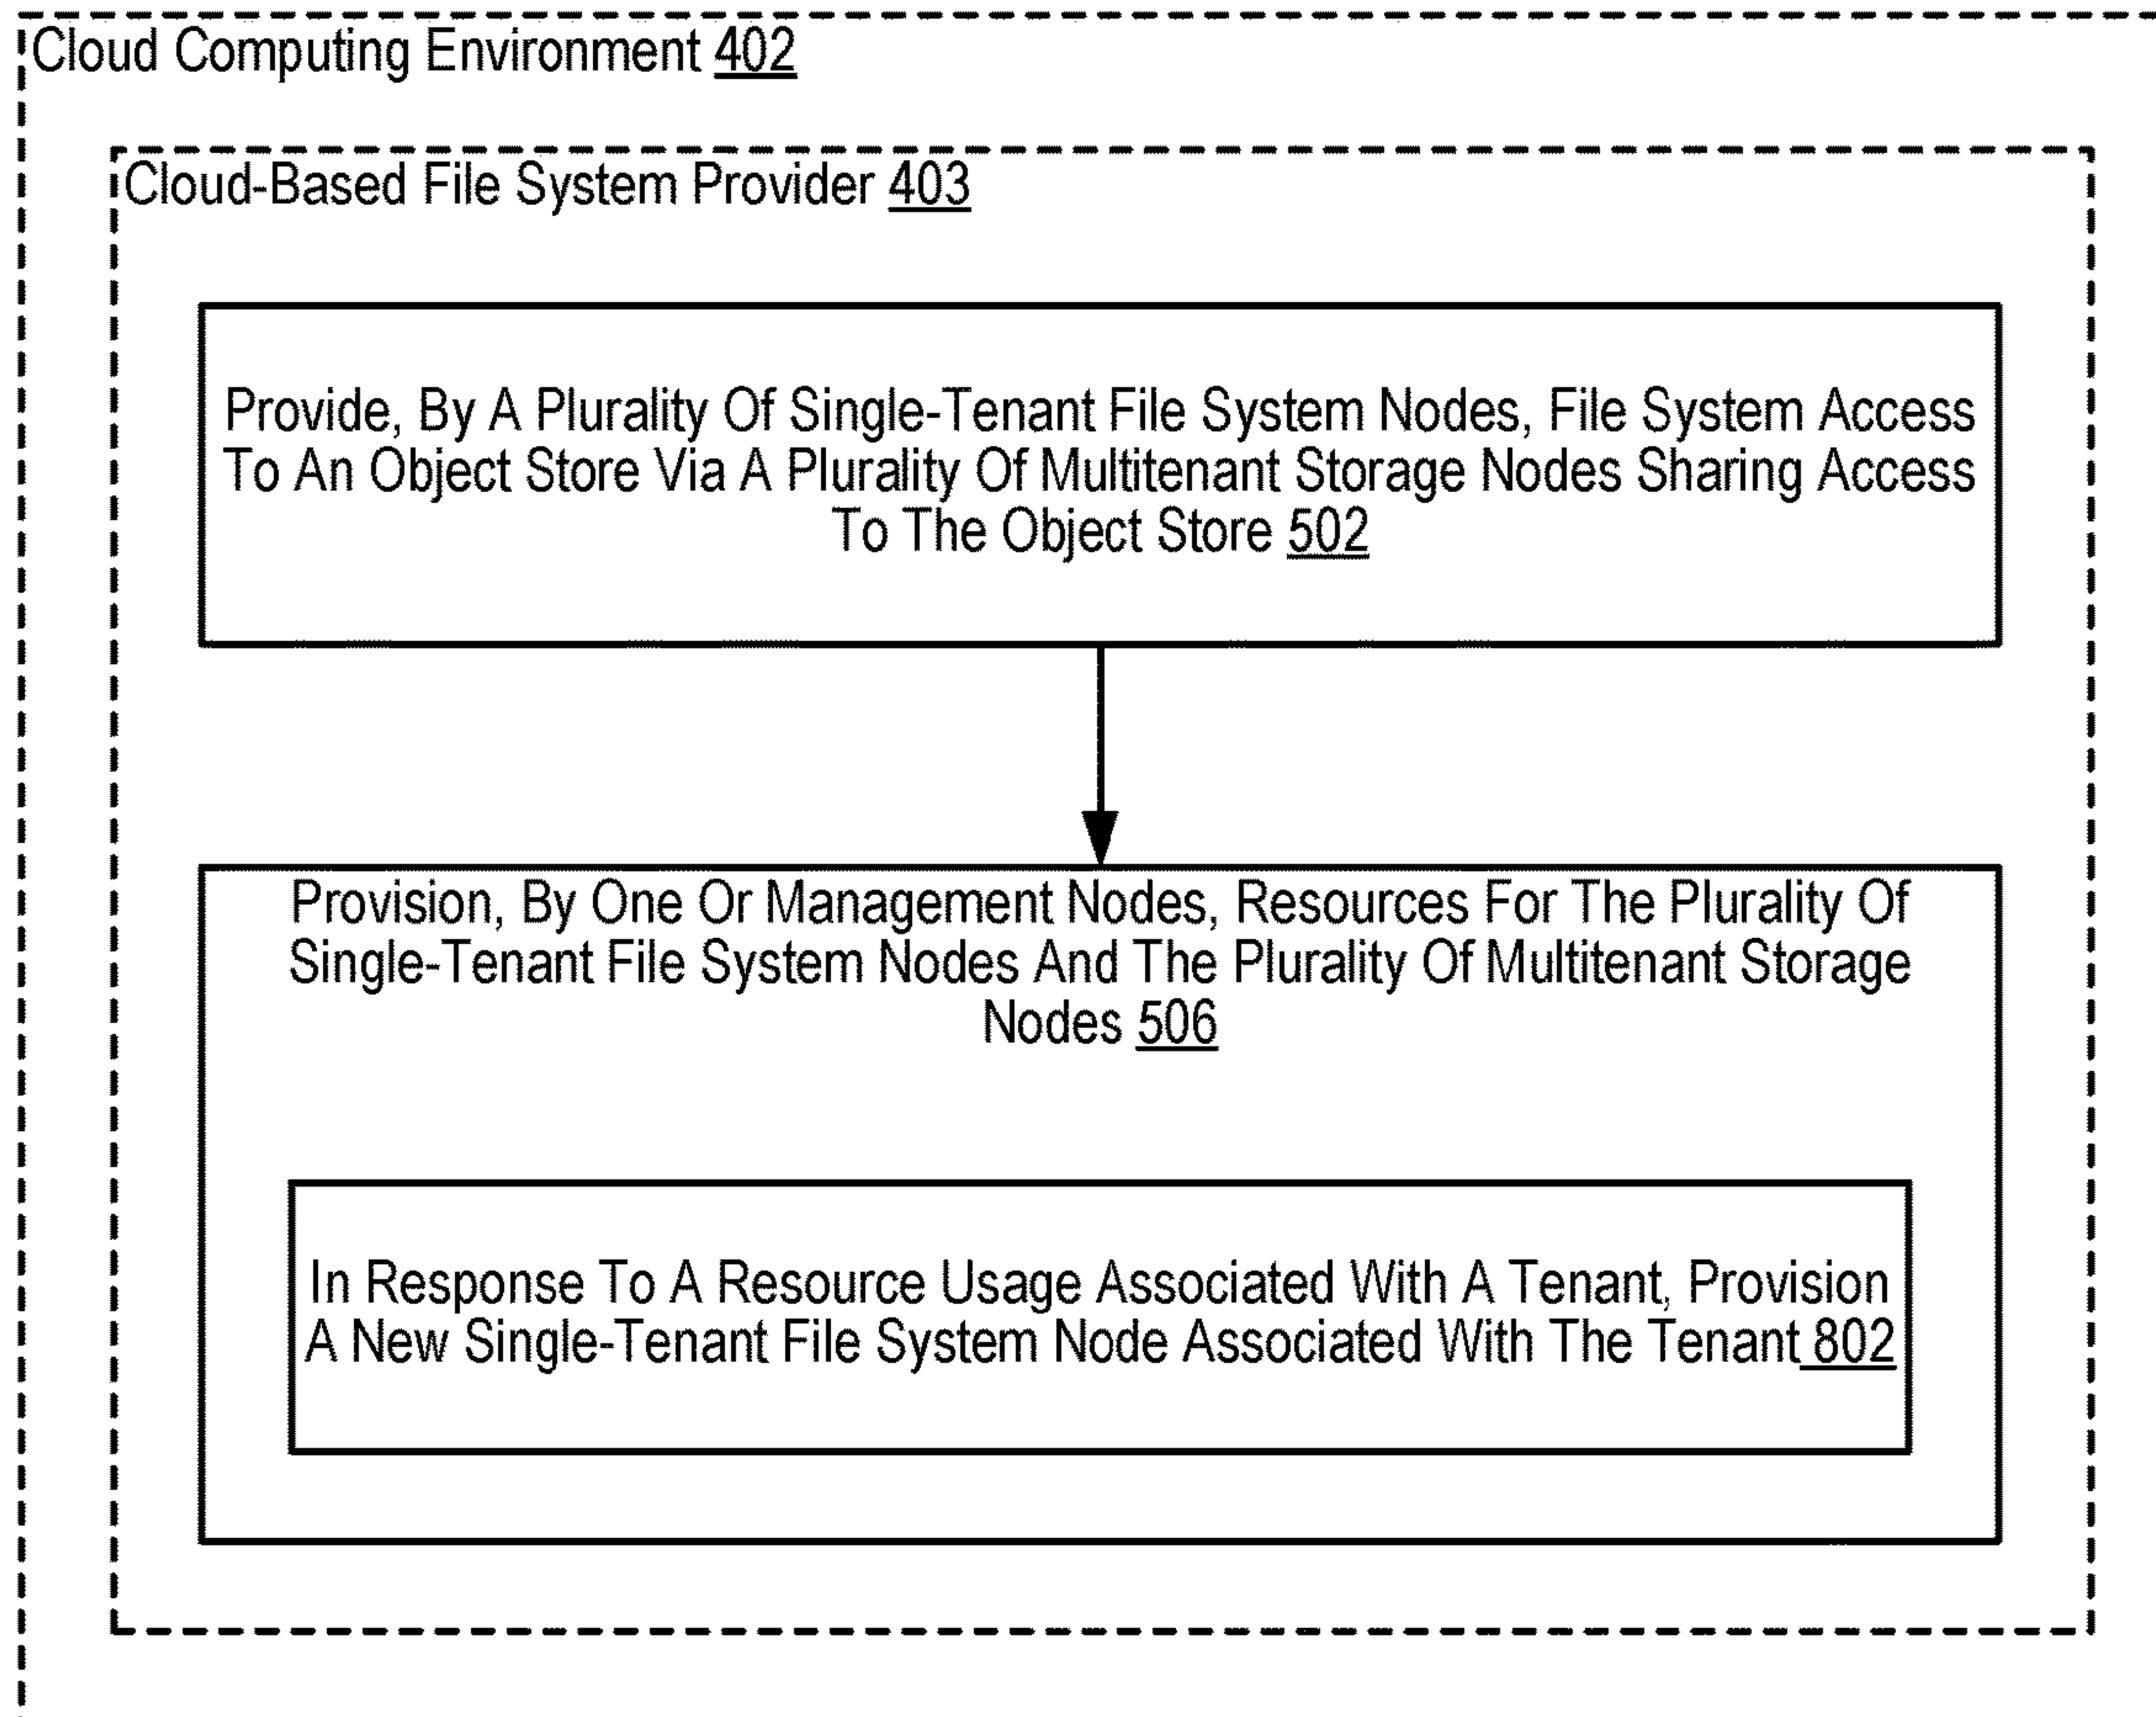 Cloud Computing Environment 402
Cloud-Based File System Provider 403
Provide, By A Plurality Of Single-Tenant File System Nodes, File System Access
To An Object Store Via A Plurality Of Multitenant Storage Nodes Sharing Access
To The Object Store 502
Provision, By One Or Management Nodes, Resources For The Plurality Of
Single-Tenant File System Nodes And The Plurality Of Multitenant Storage
Nodes 506
In Response To A Resource Usage Associated With A Tenant, Provision
A New Single-Tenant File System Node Associated With The Tenant 802